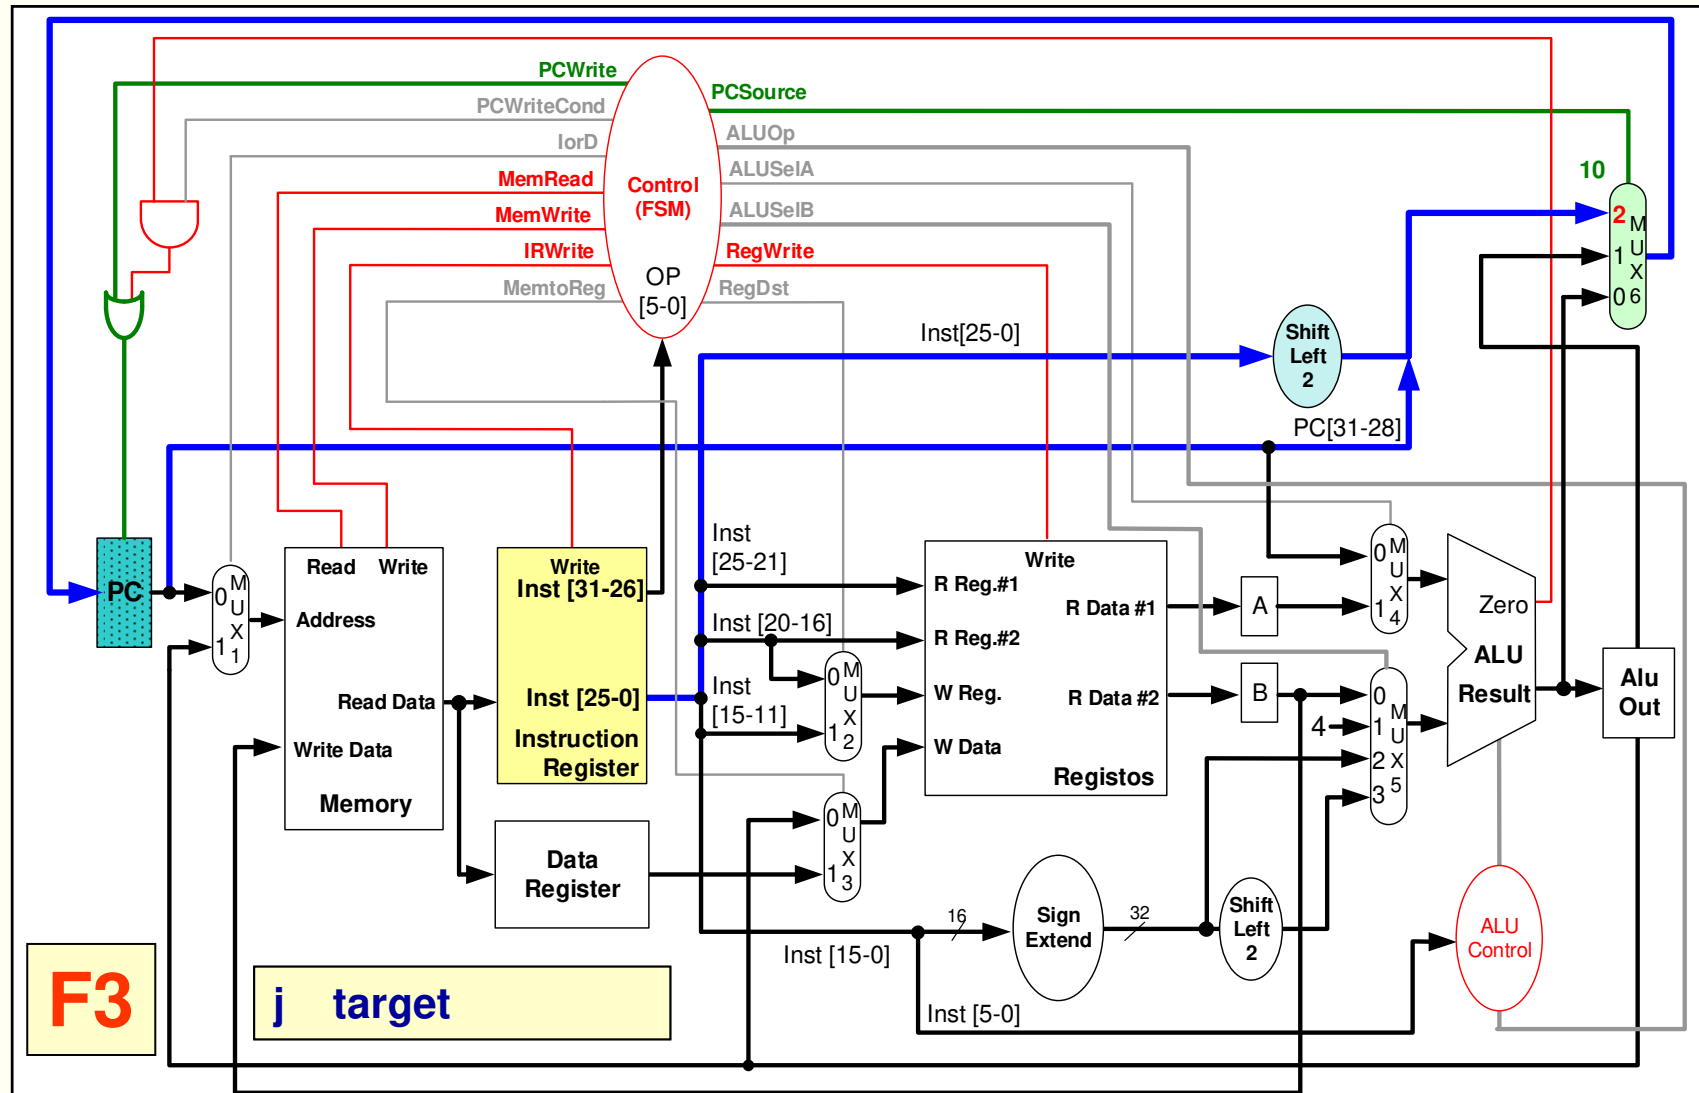 PCWrite
PCWriteCond
IorD
MemRead
MemWrite
IRWrite
MemtoReg
Control
(FSM)
OP
[5-0]
PCSource
ALUOp
ALUSelA
ALUSelB
RegWrite
RegDst
10
2
1
0
M
U
X
6
Inst[25-0]
Shift
Left
2
PC[31-28]
PC
0
1
M
U
X
1
Read Write
Address
Read Data
Write Data
Memory
Write
Inst [31-26]
Inst [25-0]
Instruction
Register
Data
Register
Inst
[25-21]
Inst [20-16]
Inst
[15-11]
0
1
M
U
X
2
0
1
M
U
X
3
Write
R Reg.#1
R Reg.#2
W Reg.
W Data
R Data #1
R Data #2
Registos
A
B
4
0
1
M
U
X
4
0
1
2
3
M
U
X
5
Zero
ALU
Result
Alu
Out
Inst [15-0]
16
Sign
Extend
32
Shift
Left
2
ALU
Control
Inst [5-0]
F3
j target